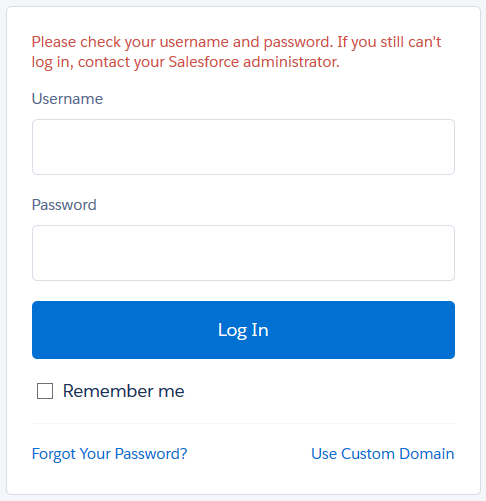 Please check your username and password. If you still can't
log in, contact your Salesforce administrator.
Username
Password
Log In
Remember me
Forgot Your Password?
Use Custom Domain